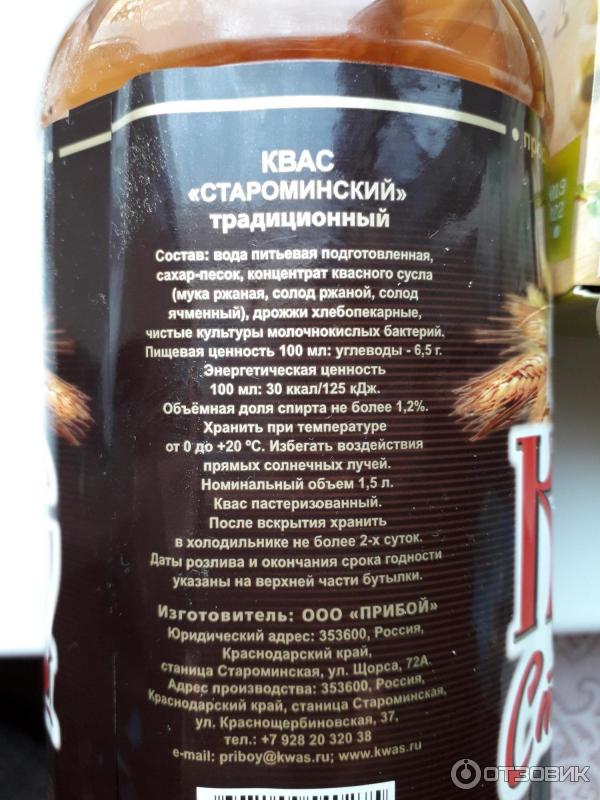 КВАС
«СТАРОМИНСКИЙ»
традиционный
Состав: вода питьевая подготовленная,
сахар-песок, концентрат квасного сусла
(мука ржаная, солод ржаной, солод
ячменный), дрожжи хлебопекарные,
чистые культуры молочнокислых бактерий.
Пищевая ценность 100 мл: углеводы - 6,5 г.
Энергетическая ценность
100 мл: 30 ккал/125 кДж.
Объёмная доля спирта не более 1,2%.
Хранить при температуре
от 0 до +20 ºС. Избегать воздействия
прямых солнечных лучей.
Номинальный объем 1,5 л.
Квас пастеризованный.
После вскрытия хранить
в холодильнике не более 2-х суток.
Даты розлива и окончания срока годности
указаны на верхней части бутылки.
Изготовитель: ООО «ПРИБОЙ»
Юридический адрес: 353600, Россия,
Краснодарский край,
станица Староминская, ул. Щорса, 72А.
Адрес производства: 353600, Россия,
Краснодарский край, станица Староминская,
ул. Краснощербиновская, 37,
тел.: +7 928 20 320 38
e-mail: priboy@kwas.ru; www.kwas.ru
ОТЗОВИК